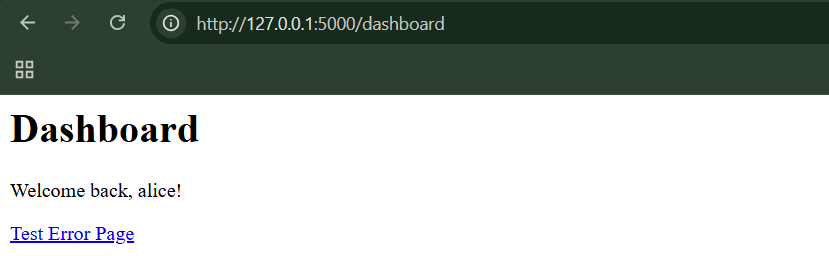 http://127.0.0.1:5000/dashboard
Dashboard
Welcome back, alice!
Test Error Page